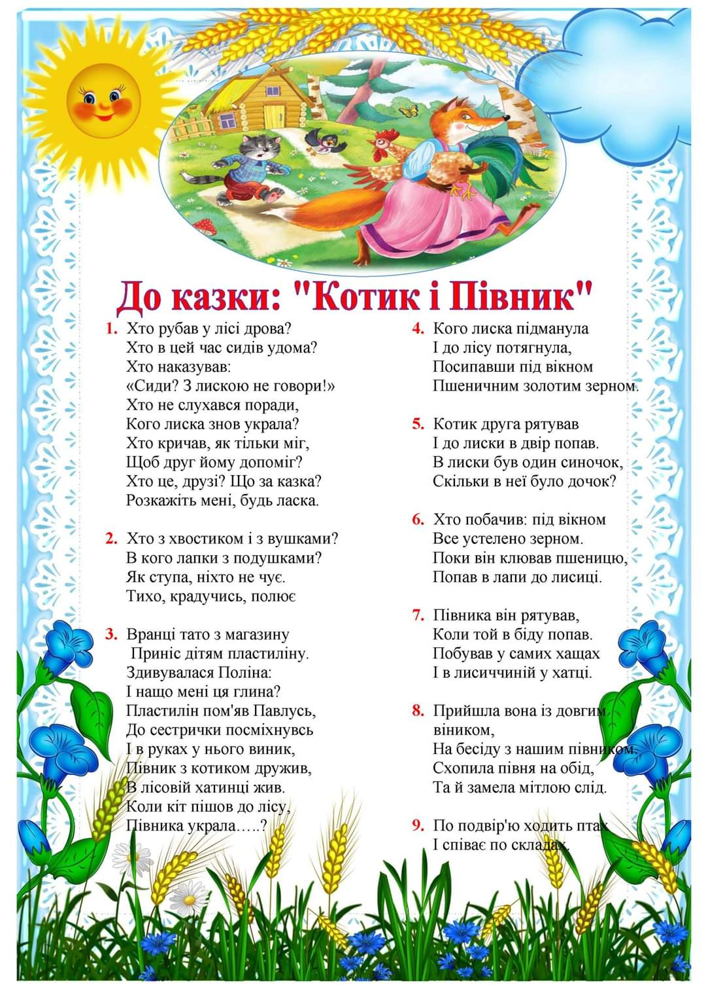 До казки: "Котик і Півник"
1. Хто рубав у лісі дрова?
Хто в цей час сидів удома?
Хто наказував:
«Сиди? З лискою не говори!»
Хто не слухався поради,
Кого лиска знов украла?
Хто кричав, як тільки міг,
Щоб друг йому допоміг?
Хто це, друзі? Що за казка?
Розкажіть мені, будь ласка.
2. Хто з хвостиком і з вушками?
В кого лапки з подушками?
Як ступа, ніхто не чує.
Тихо, крадучись, полює
3. Вранці тато з магазину
Приніс дітям пластиліну.
Здивувалася Поліна:
І нащо мені ця глина?
Пластилін пом'яв Павлусь,
До сестрички посміхнувсь
І в руках у нього виник,
Півник з котиком дружив,
В лісовій хатинці жив.
Коли кіт пішов до лісу,
Півника украла…..?
4. Кого лиска підманула
І до лісу потягнула,
Посипавши під вікном
Пшеничним золотим зерном.
5. Котик друга рятував
І до лиски в двір попав.
В лиски був один синочок,
Скільки в неї було дочок?
6. Хто побачив: під вікном
Все устелено зерном.
Поки він клював пшеницю,
Попав в лапи до лисиці.
7. Півника він рятував,
Коли той в біду попав.
Побував у самих хащах
І в лисиччиній у хатці.
8. Прийшла вона із довгим
віником,
На бесіду з нашим півником.
Схопила півня на обід,
Та й замела мітлою слід.
9. По подвір'ю ходить птах
І співає по складах.